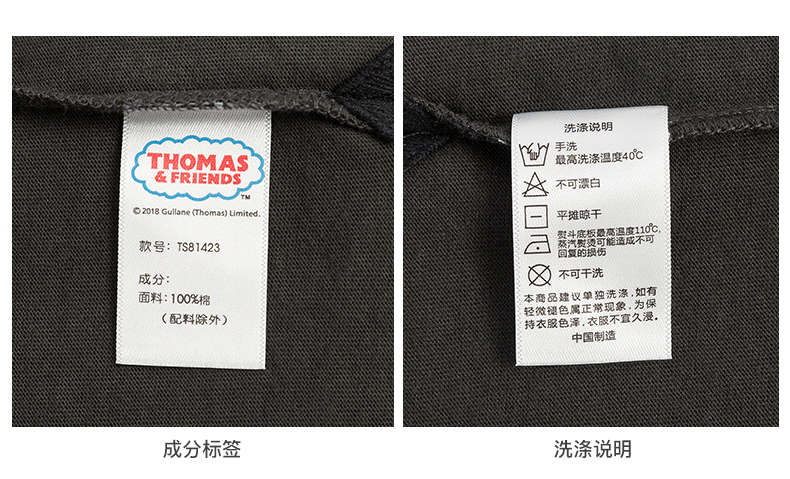 THOMAS
& FRIENDS
™
© 2018 Gullane (Thomas) Limited.
款号: TS81423
成分:
面料: 100%棉
(配料除外)
洗涤说明
手洗
最高洗涤温度40℃
不可漂白
平摊晾干
熨斗底板最高温度110℃,
蒸汽熨烫可能造成不可
回复的损伤
不可干洗
本商品建议单独洗涤, 如有
轻微褪色属正常现象, 为保
持衣服色泽, 衣服不宜久浸。
中国制造
成分标签
洗涤说明